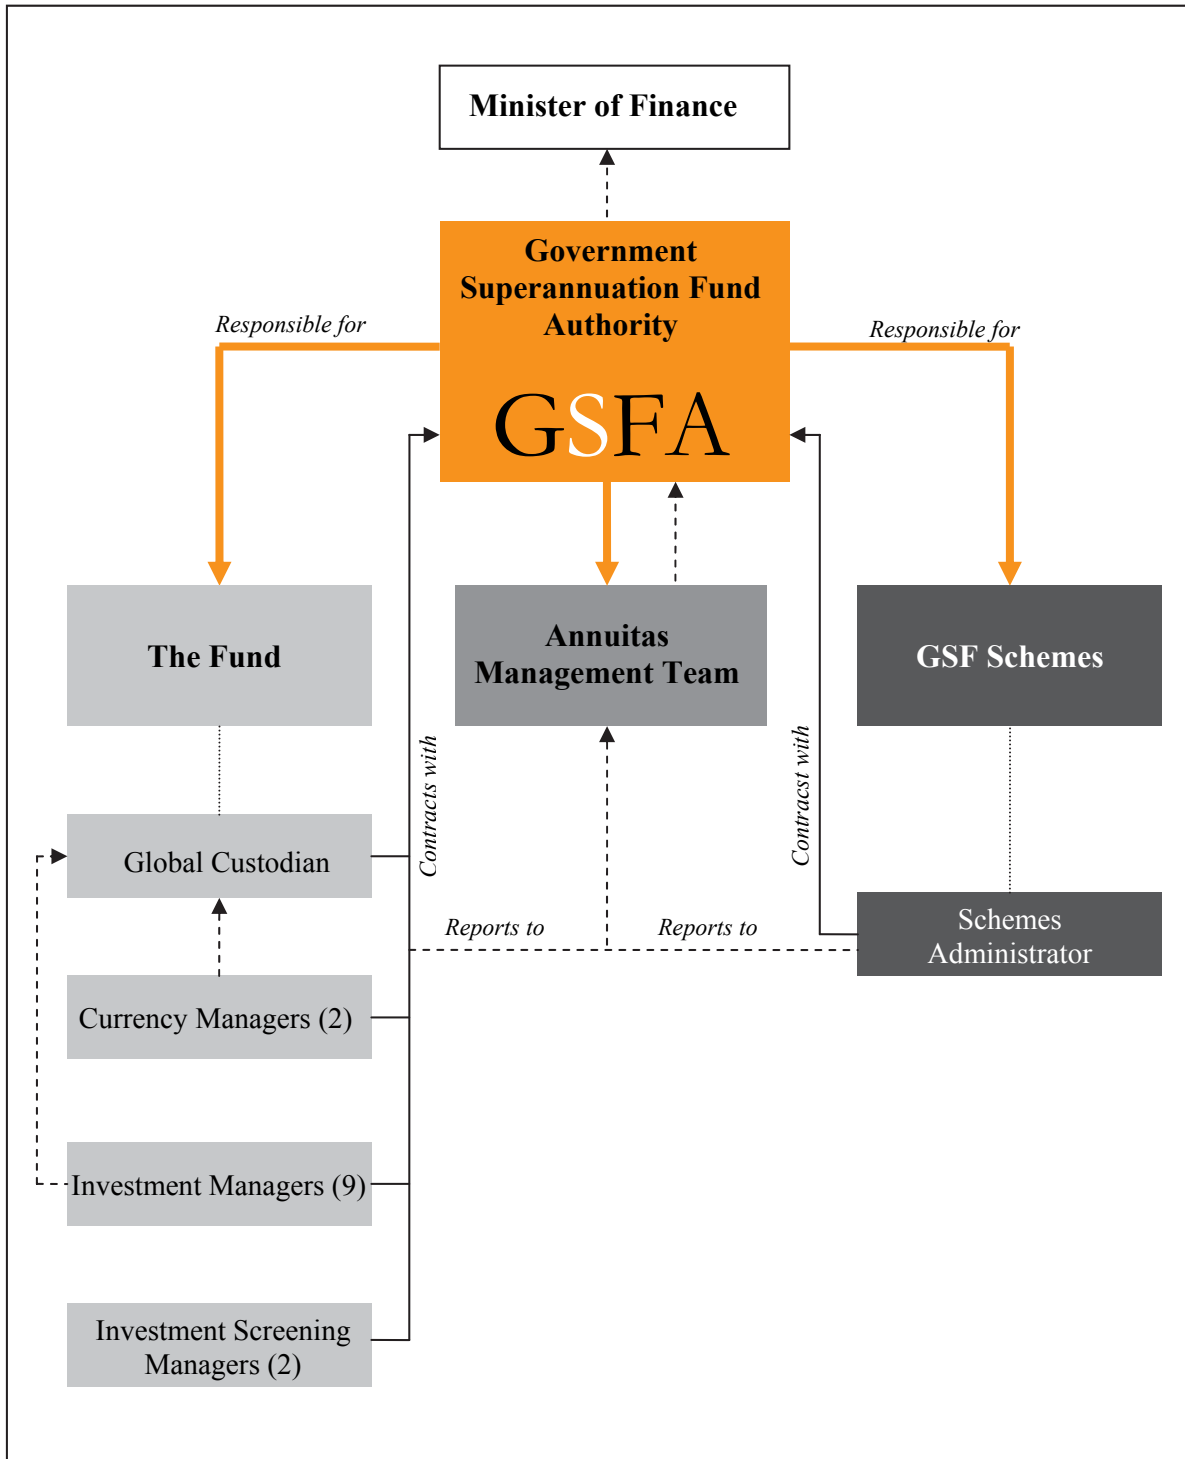 Minister of Finance
Government
Superannuation Fund
Authority
GSFA
Responsible for
Responsible for
The Fund
Annuitas
Management Team
GSF Schemes
Contracts with
Contracst with
Global Custodian
Reports to
Reports to
Schemes
Administrator
Currency Managers (2)
Investment Managers (9)
Investment Screening
Managers (2)